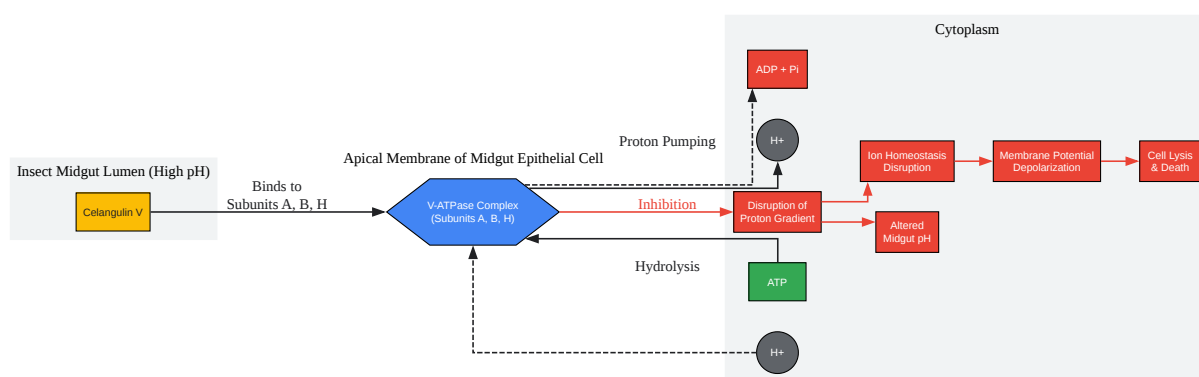 Cytoplasm
ADP + Pi
Proton Pumping
H+
Insect Midgut Lumen (High pH)
Celangulin V
Binds to
Subunits A, B, H
Apical Membrane of Midgut Epithelial Cell
V-ATPase Complex
(Subunits A, B, H)
Inhibition
Disruption of
Proton Gradient
Ion Homeostasis
Disruption
Membrane Potential
Depolarization
Cell Lysis
& Death
Altered
Midgut pH
Hydrolysis
ATP
H+